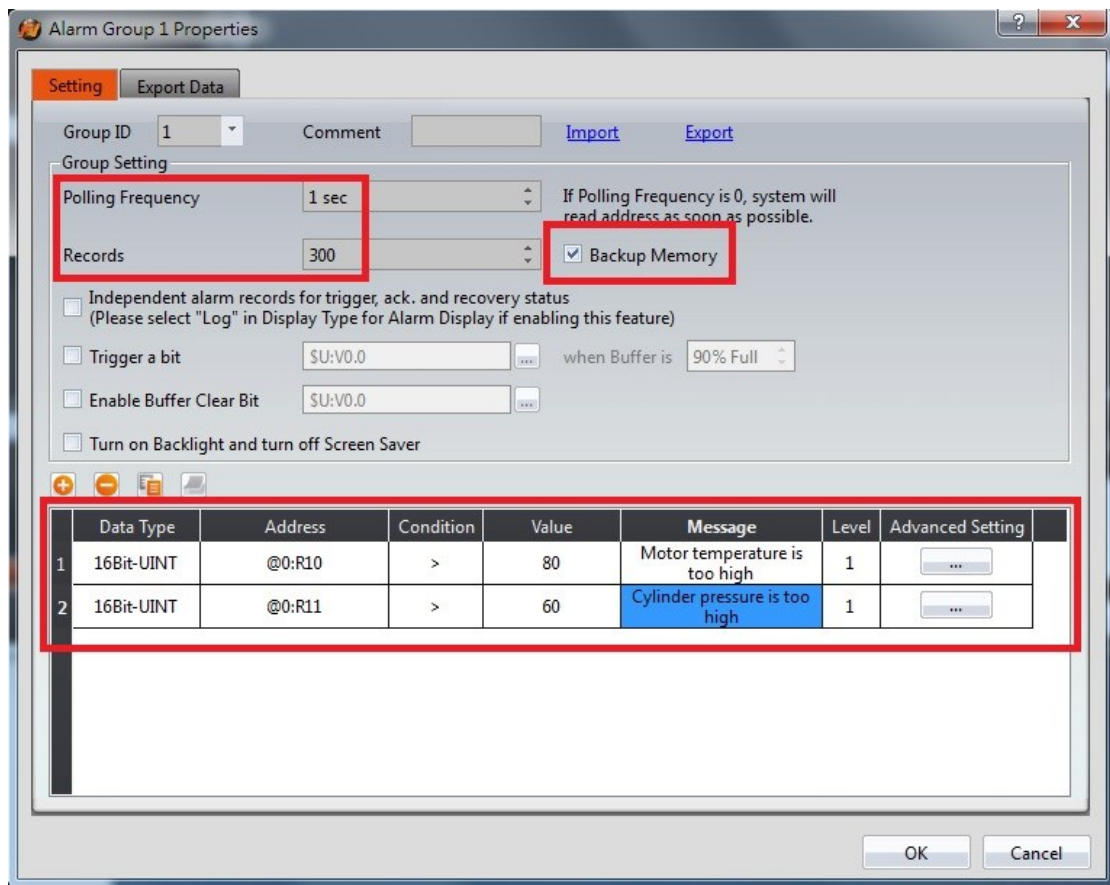 Alarm Group 1 Properties
Setting
Export Data
Group ID 1 Comment Import Export
Group Setting
Polling Frequency 1 sec If Polling Frequency is 0, system will
read address as soon as possible.
Records 300 Backup Memory
Independent alarm records for trigger, ack. and recovery status
(Please select "Log" in Display Type for Alarm Display if enabling this feature)
Trigger a bit $U:V0.0 ... when Buffer is 90% Full
Enable Buffer Clear Bit $U:V0.0 ...
Turn on Backlight and turn off Screen Saver
Data Type Address Condition Value Message Level Advanced Setting
1 16Bit-UINT @0:R10 > 80 Motor temperature is
too high 1 ...
2 16Bit-UINT @0:R11 > 60 Cylinder pressure is too
high 1 ...
OK Cancel